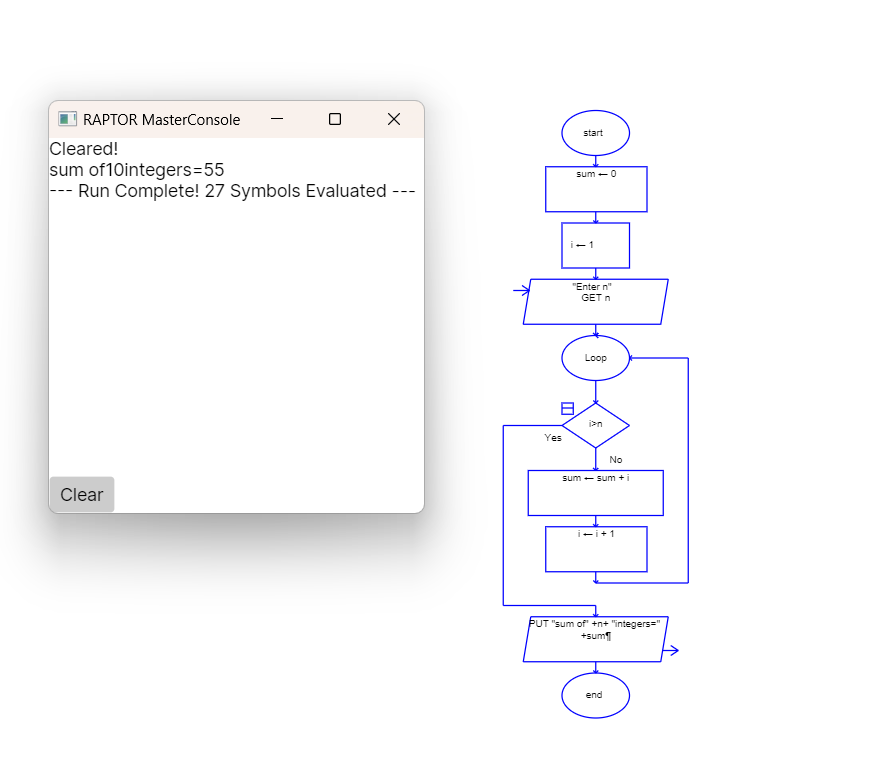 RAPTOR MasterConsole
Cleared!
sum of10integers=55
--- Run Complete! 27 Symbols Evaluated ---
Clear
start
sum ← 0
i ← 1
"Enter n"
GET n
Loop
i>n
Yes
No
sum ← sum + i
i ← i + 1
PUT "sum of" +n+ "integers="
+sum¶
end